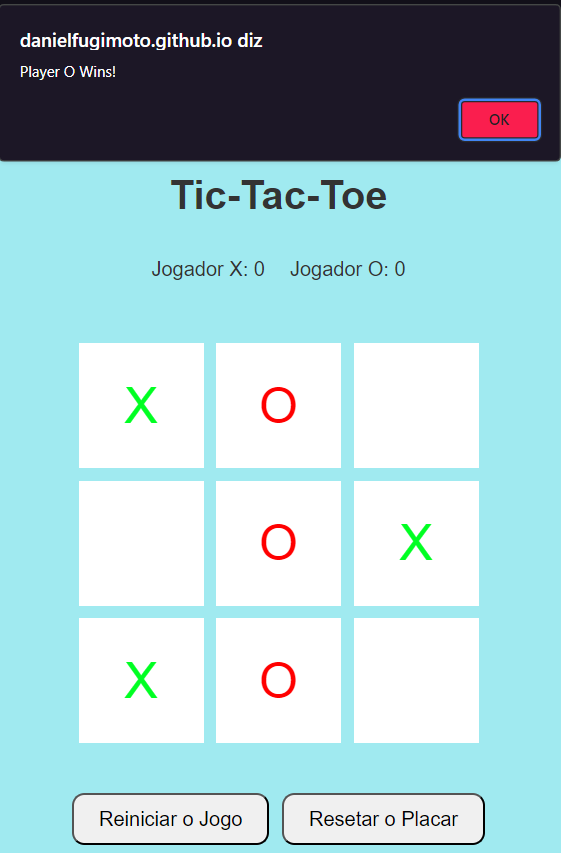 danielfugimoto.github.io diz
Player O Wins!
OK
Tic-Tac-Toe
Jogador X: 0 Jogador O: 0
X O
O X
X O
Reiniciar o Jogo Resetar o Placar